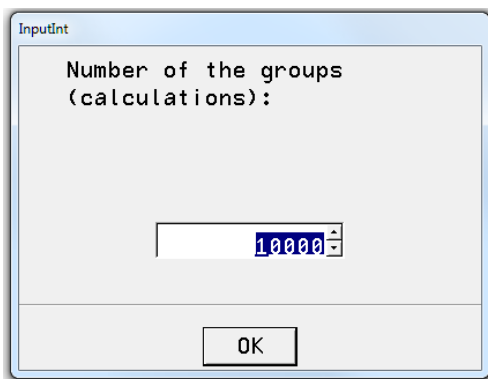 InputInt
Number of the groups
(calculations):
10000
OK